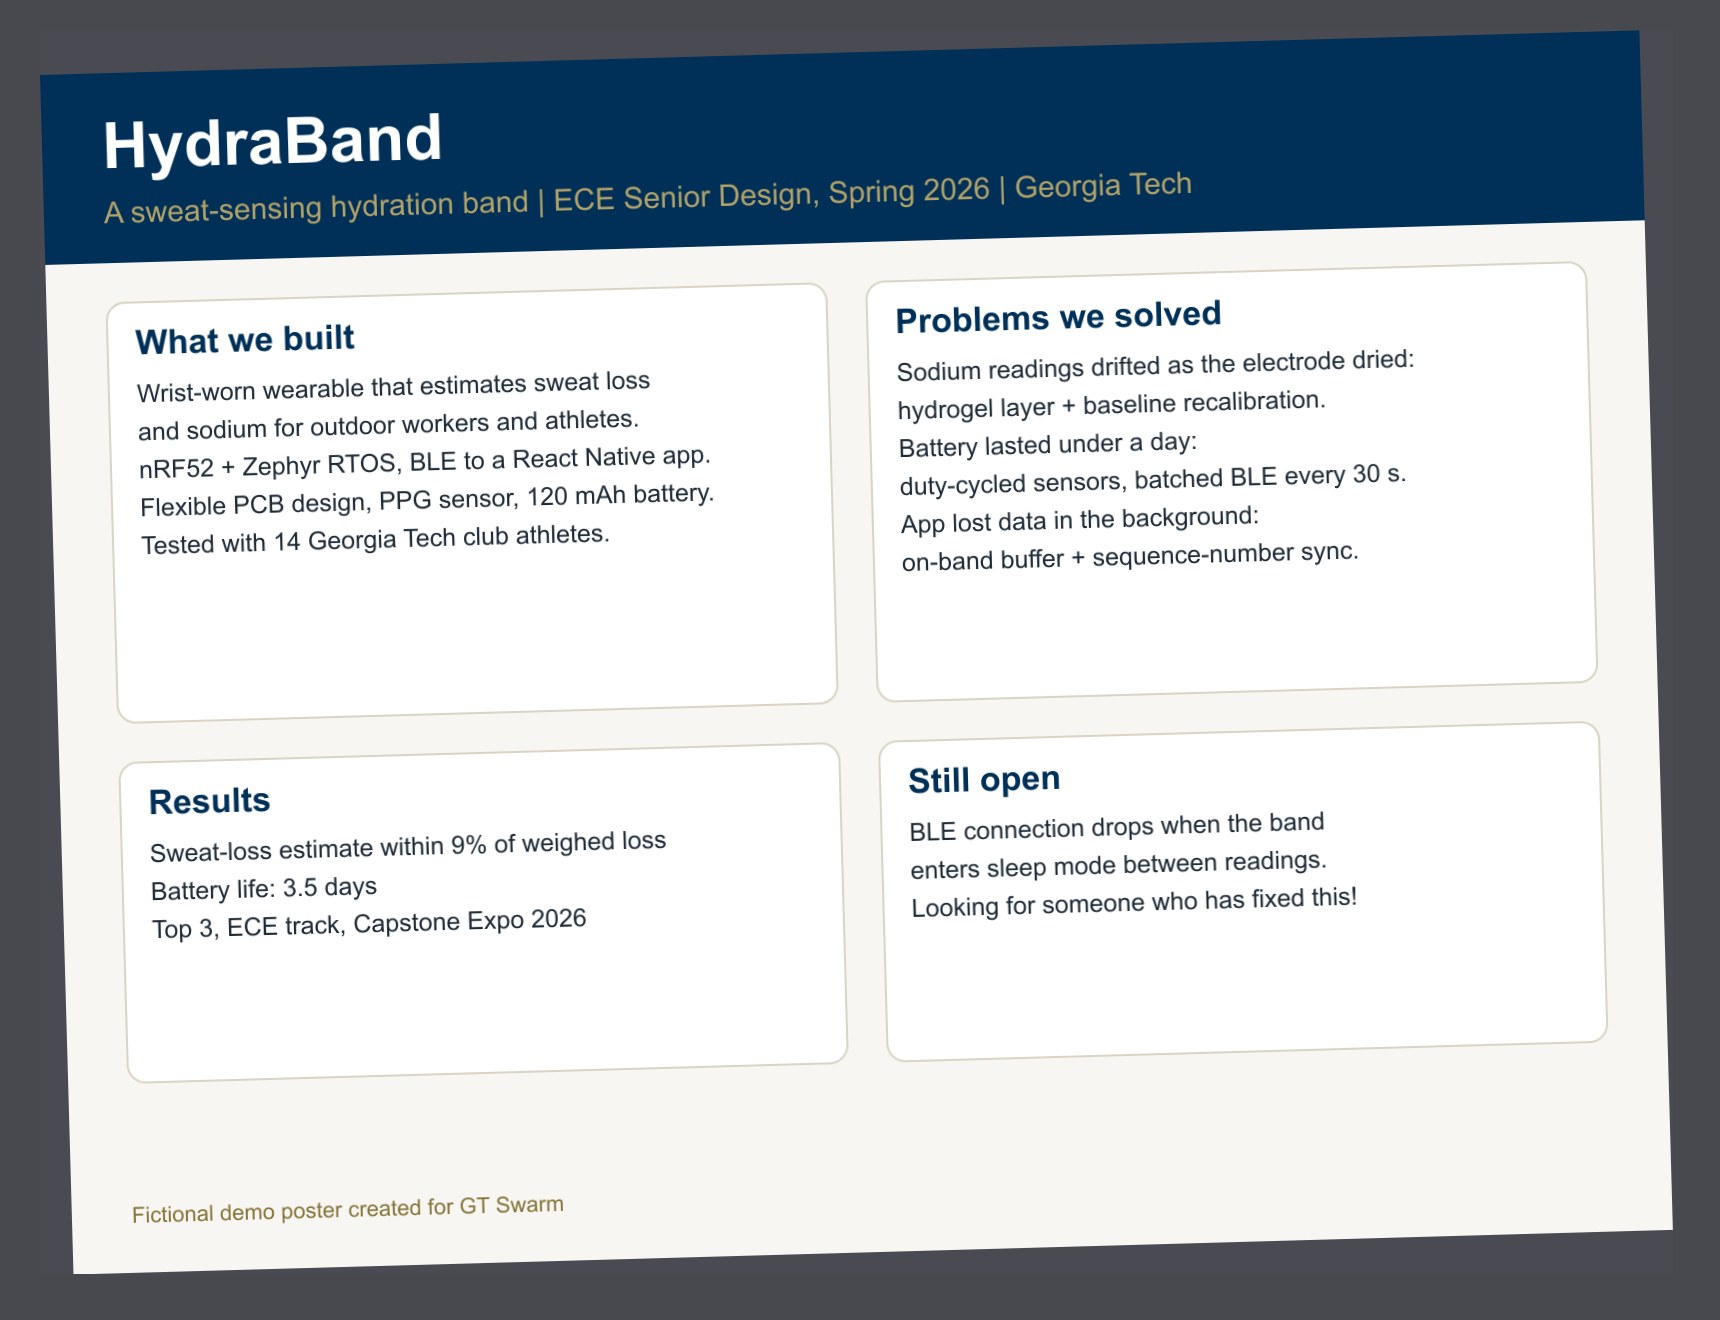 HydraBand
A sweat-sensing hydration band | ECE Senior Design, Spring 2026 | Georgia Tech
What we built
Wrist-worn wearable that estimates sweat loss
and sodium for outdoor workers and athletes.
nRF52 + Zephyr RTOS, BLE to a React Native app.
Flexible PCB design, PPG sensor, 120 mAh battery.
Tested with 14 Georgia Tech club athletes.
Problems we solved
Sodium readings drifted as the electrode dried:
hydrogel layer + baseline recalibration.
Battery lasted under a day:
duty-cycled sensors, batched BLE every 30 s.
App lost data in the background:
on-band buffer + sequence-number sync.
Results
Sweat-loss estimate within 9% of weighed loss
Battery life: 3.5 days
Top 3, ECE track, Capstone Expo 2026
Still open
BLE connection drops when the band
enters sleep mode between readings.
Looking for someone who has fixed this!
Fictional demo poster created for GT Swarm